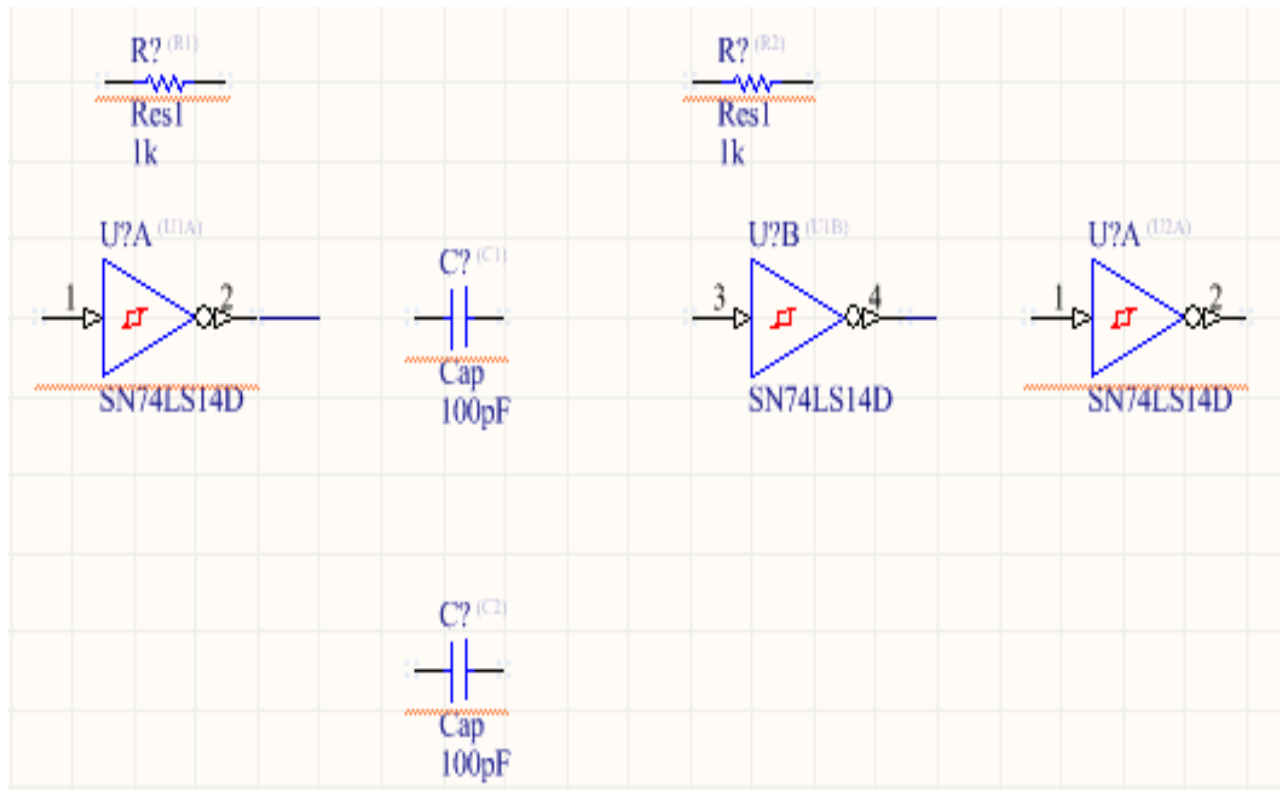 R? (R1)
Res1
1k
R? (R2)
Res1
1k
U?A (U1A)
1
2
SN74LS14D
C? (C1)
Cap
100pF
U?B (U1B)
3
4
SN74LS14D
U?A (U2A)
1
2
SN74LS14D
C? (C2)
Cap
100pF